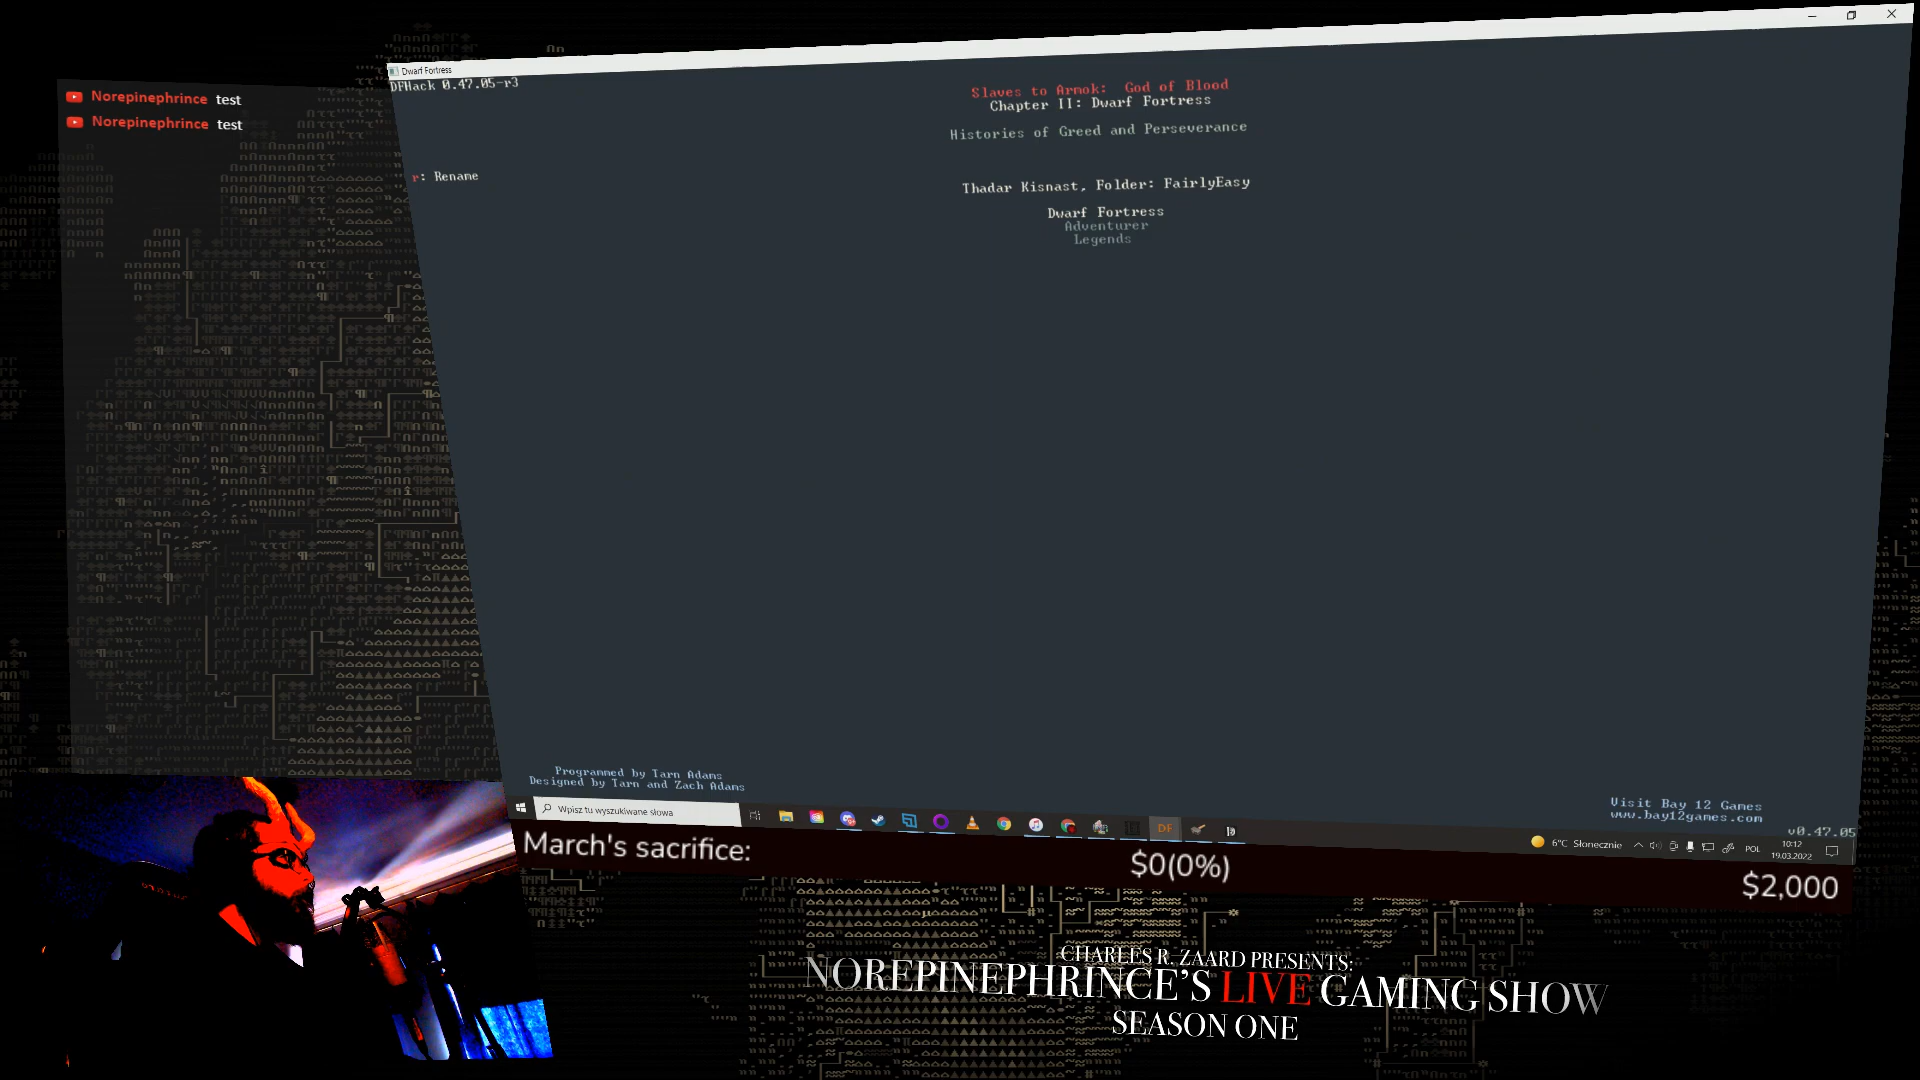 Dwarf Fortress
DFHack 0.47.05-r3
Norepinephrince test
Norepinephrince test
Slaves to Armok: God of Blood
Chapter II: Dwarf Fortress
Histories of Greed and Perseverance
r: Rename
Thadar Kisnast, Folder: FairlyEasy
Dwarf Fortress
Adventurer
Legends
Programmed by Tarn Adams
Designed by Tarn and Zach Adams
Visit Bay 12 Games
www.bay12games.com
v0.47.05
Wpisz tu wyszukiwane słowa
DF
6°C Słonecznie
POL
10:12
19.03.2022
March's sacrifice:
$0(0%)
$2,000
CHARLES R. ZAARD PRESENTS:
NOREPINEPHRINCE'S LIVE GAMING SHOW
SEASON ONE